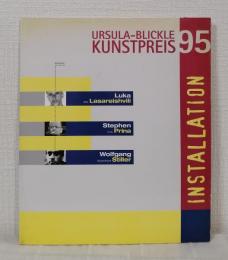 URSULA-BLICKLE
KUNSTPREIS 95
Luka
Lasareishvili
Stephen
Prina
Wolfgang
Stiller
INSTALLATION